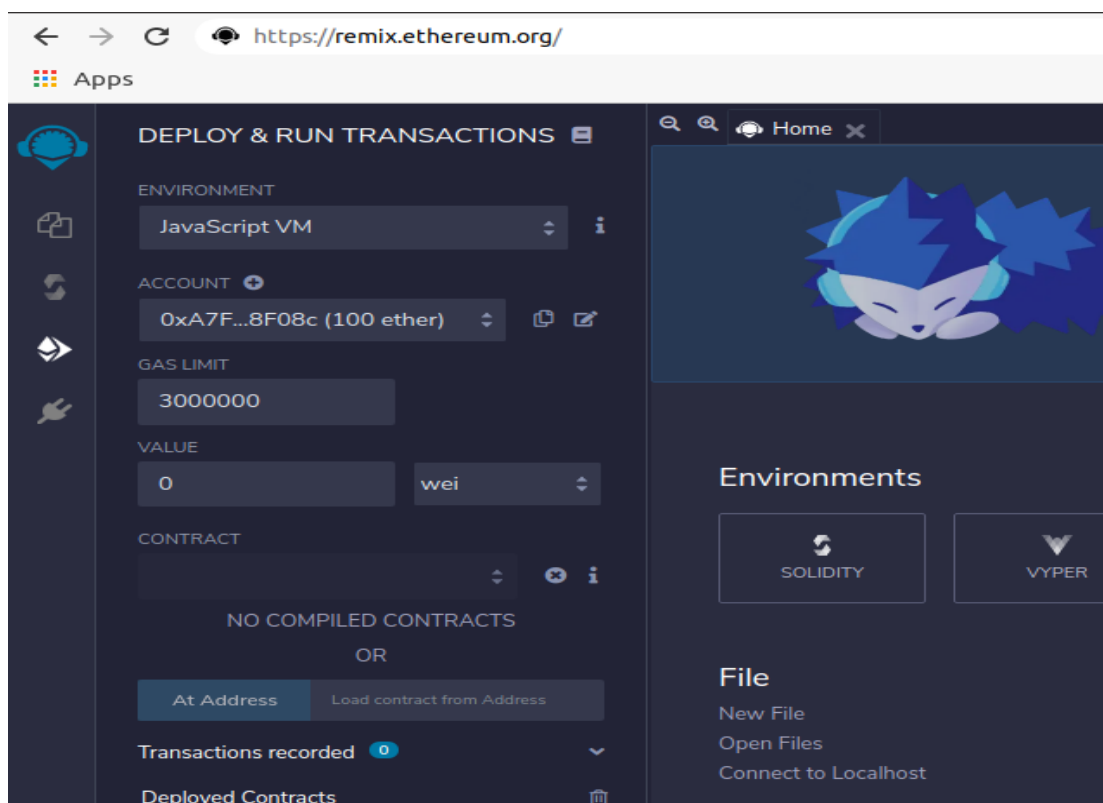 https://remix.ethereum.org/
Apps
DEPLOY & RUN TRANSACTIONS
ENVIRONMENT
JavaScript VM
ACCOUNT
0xA7F...8F08c (100 ether)
GAS LIMIT
3000000
VALUE
0 wei
CONTRACT
NO COMPILED CONTRACTS
OR
At Address Load contract from Address
Transactions recorded 0
Deployed Contracts
Home
Environments
SOLIDITY VYPER
File
New File
Open Files
Connect to Localhost